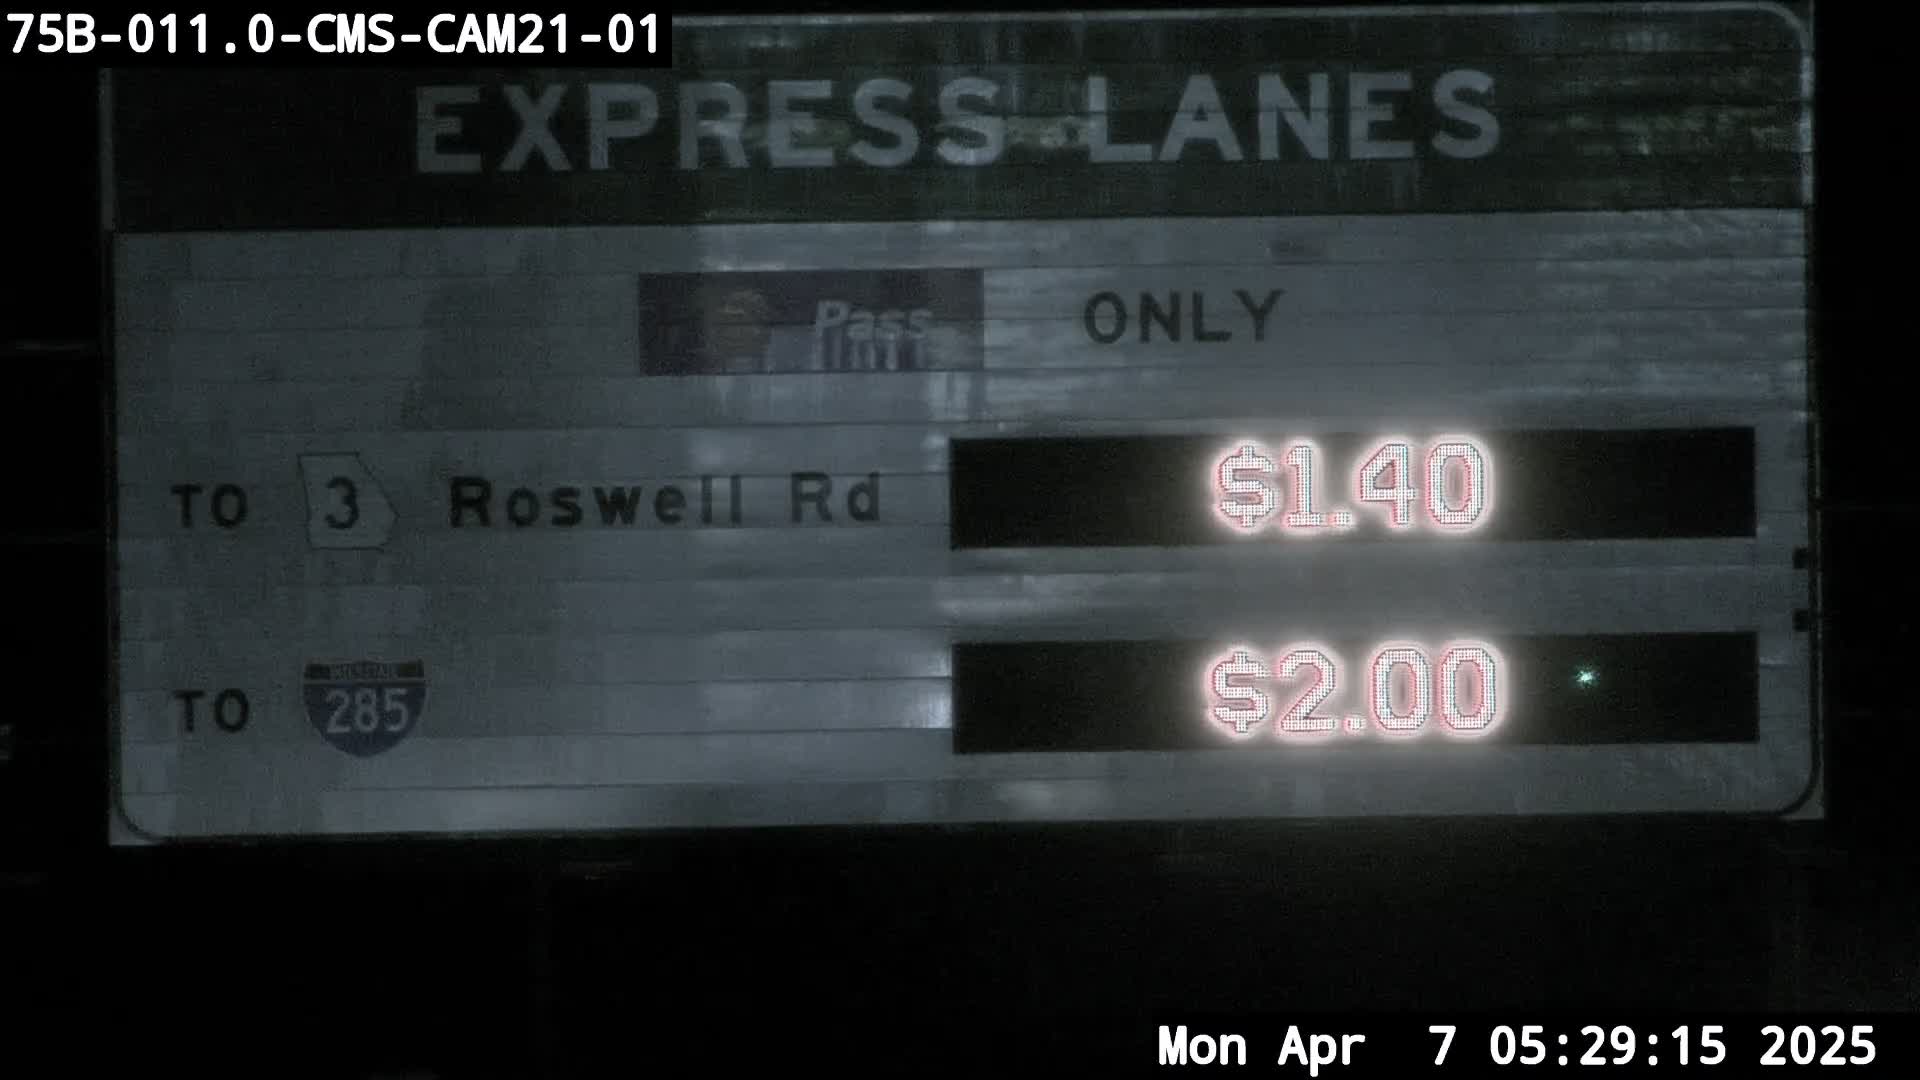 75B-011.0-CMS-CAM21-01
EXPRESS LANES
Pass ONLY
TO 3 Roswell Rd $1.40
INTERSTATE
TO 285 $2.00
Mon Apr 7 05:29:15 2025